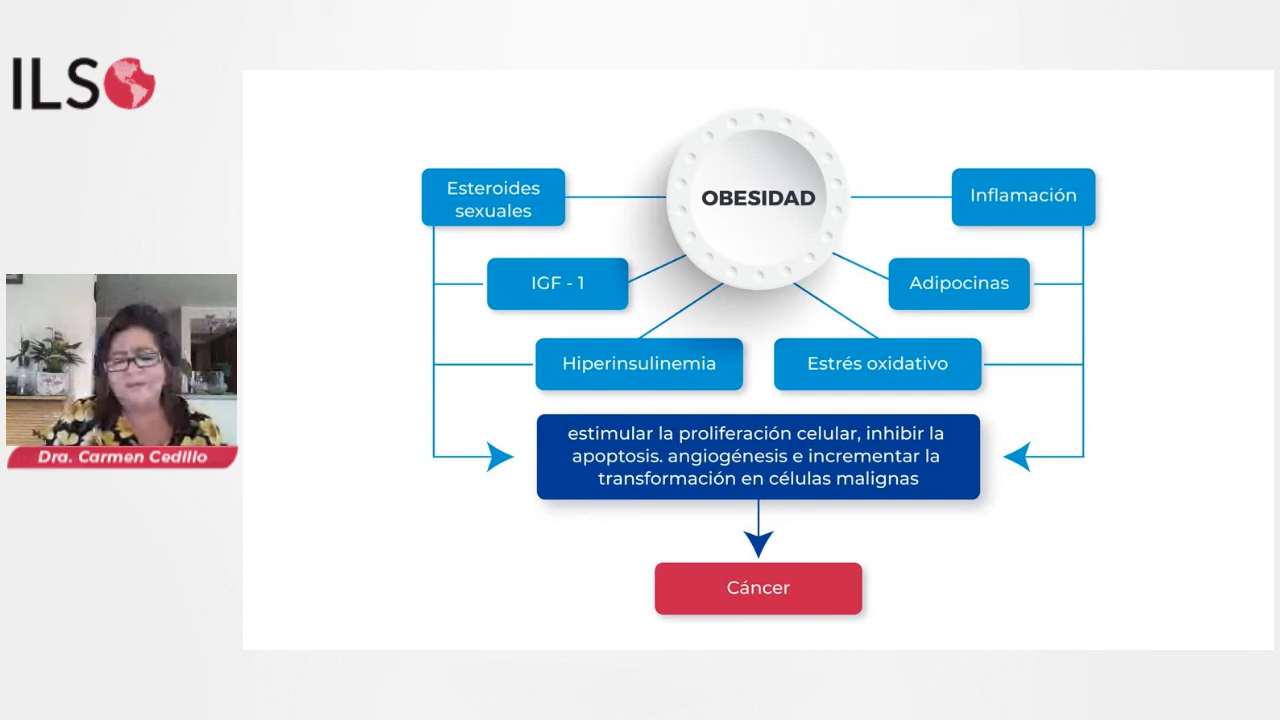 ILSO
OBESIDAD
Esteroides
sexuales
Inflamación
IGF - 1
Adipocinas
Hiperinsulinemia
Estrés oxidativo
estimular la proliferación celular, inhibir la
apoptosis. angiogénesis e incrementar la
transformación en células malignas
Cáncer
Dra. Carmen Cedillo